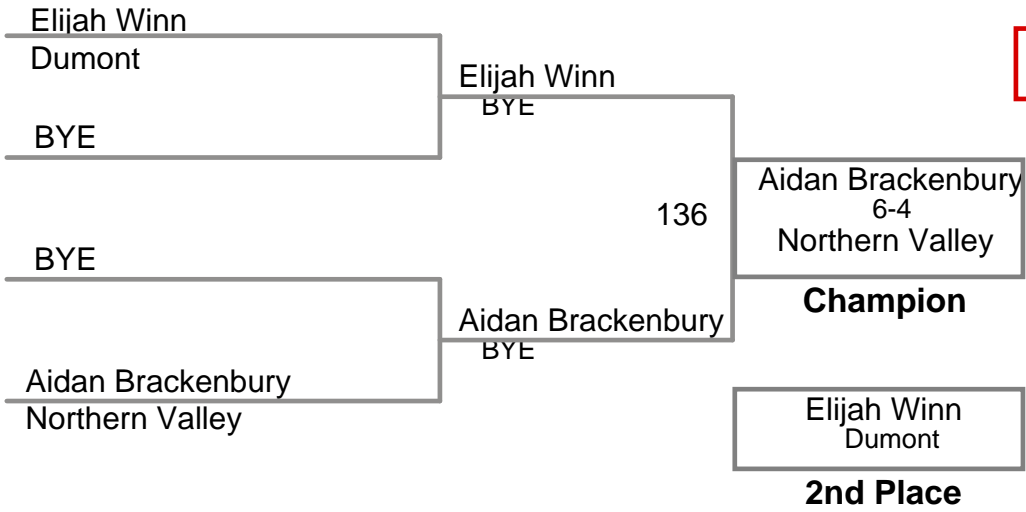 Elijah Winn
Dumont
BYE
BYE
Aidan Brackenbury
Northern Valley
Elijah Winn
BYE
136
Aidan Brackenbury
BYE
Aidan Brackenbury
6-4
Northern Valley
Champion
Elijah Winn
Dumont
2nd Place